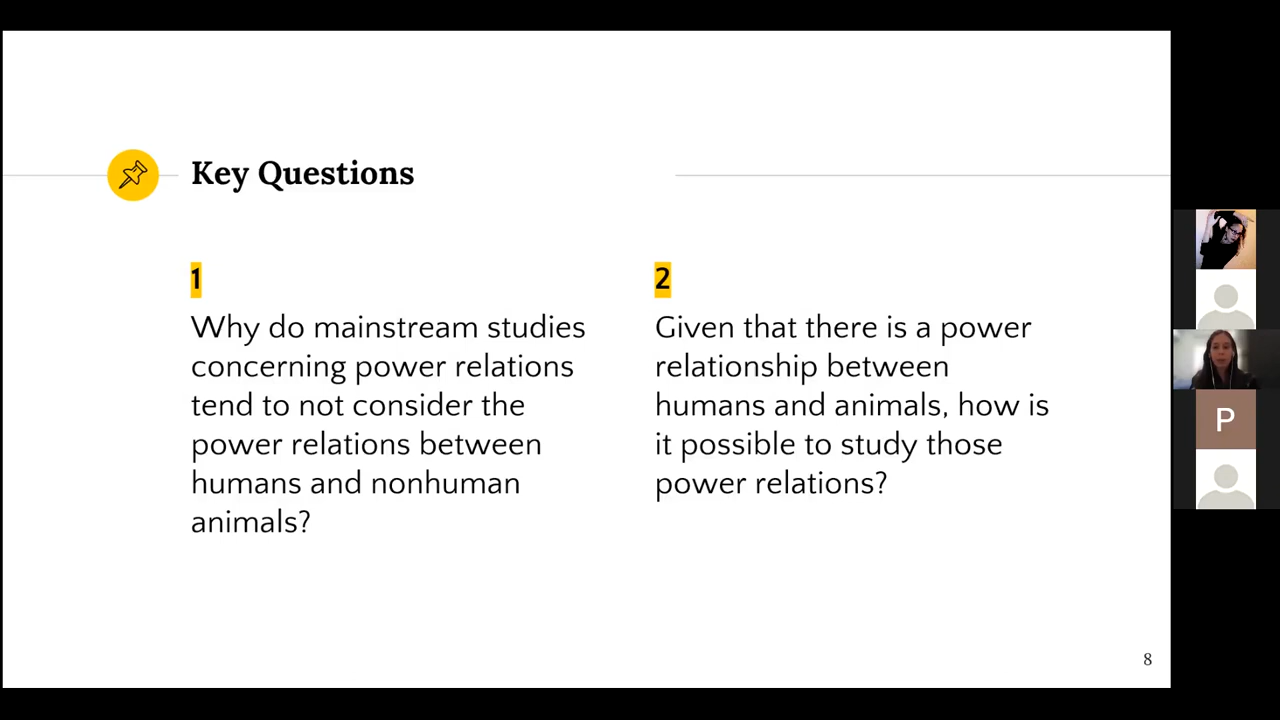 Key Questions
1
Why do mainstream studies
concerning power relations
tend to not consider the
power relations between
humans and nonhuman
animals?
2
Given that there is a power
relationship between
humans and animals, how is
it possible to study those
power relations?
P
8